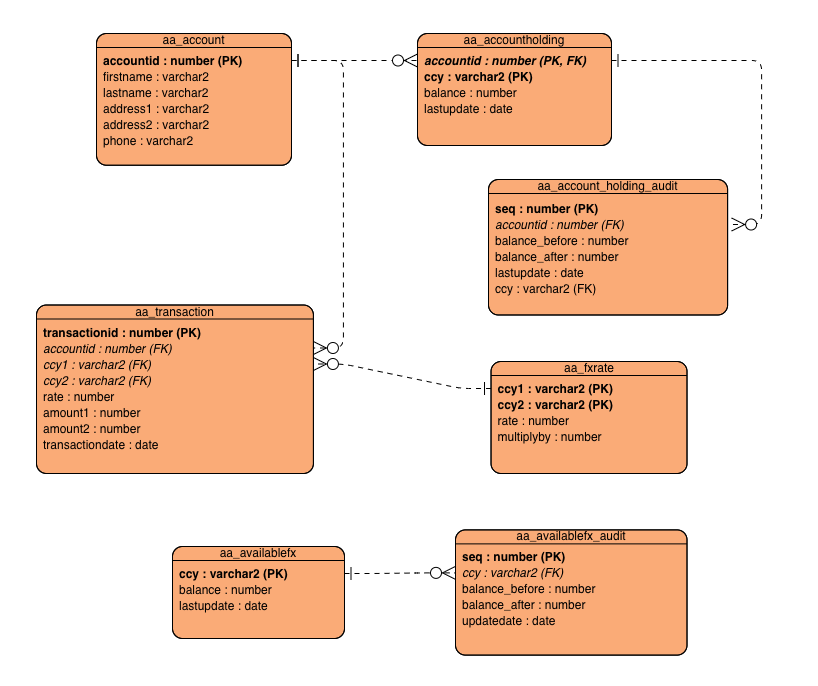 aa_account
accountid : number (PK)
firstname : varchar2
lastname : varchar2
address1 : varchar2
address2 : varchar2
phone : varchar2
aa_accountholding
accountid : number (PK, FK)
ccy : varchar2 (PK)
balance : number
lastupdate : date
aa_account_holding_audit
seq : number (PK)
accountid : number (FK)
balance_before : number
balance_after : number
lastupdate : date
ccy : varchar2 (FK)
aa_transaction
transactionid : number (PK)
accountid : number (FK)
ccy1 : varchar2 (FK)
ccy2 : varchar2 (FK)
rate : number
amount1 : number
amount2 : number
transactiondate : date
aa_fxrate
ccy1 : varchar2 (PK)
ccy2 : varchar2 (PK)
rate : number
multiplyby : number
aa_availablefx
ccy : varchar2 (PK)
balance : number
lastupdate : date
aa_availablefx_audit
seq : number (PK)
ccy : varchar2 (FK)
balance_before : number
balance_after : number
updatedate : date